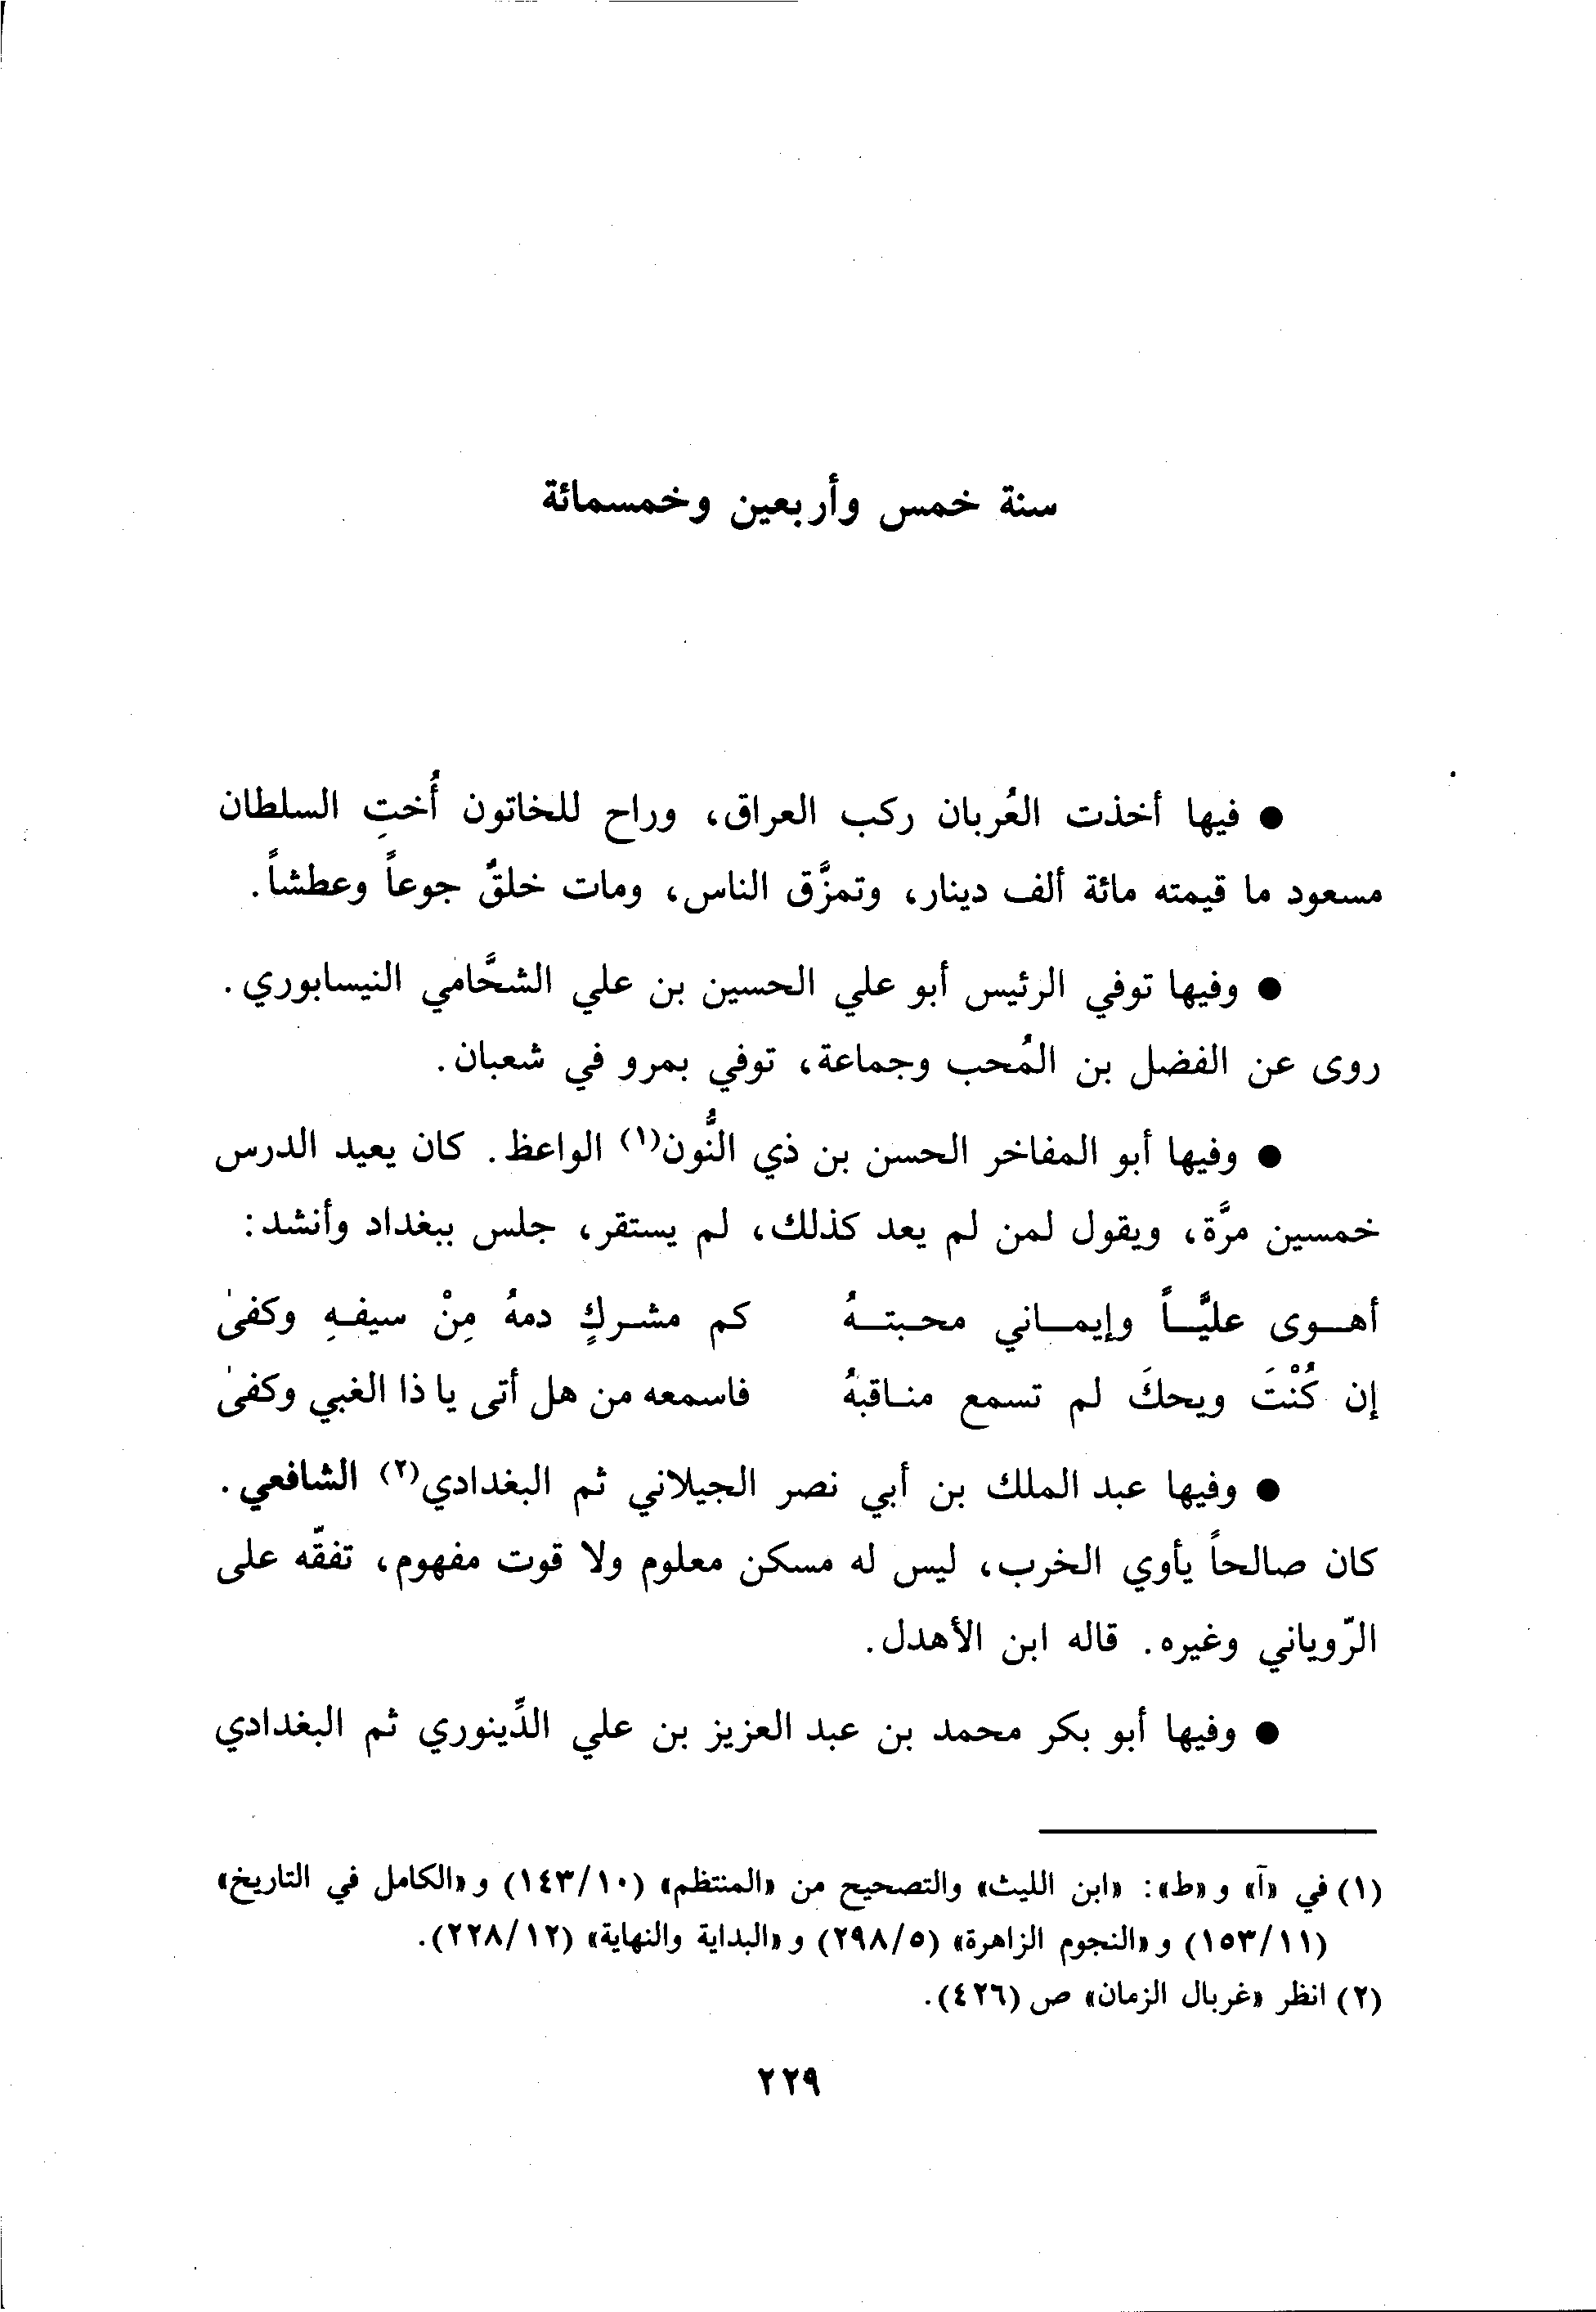 سنة خمس وأربعين وخمسمائة
● فيها أخذت العُربان ركب العراق، وراح للخاتون أُختِ السلطان
مسعود ما قيمته مائة ألف دينار، وتمزَّق الناس، ومات خلقٌ جوعاً وعطشاً.
● وفيها توفي الرئيس أبو علي الحسين بن علي الشحَّامي النيسابوري.
روى عن الفضل بن المُحب وجماعة، توفي بمرو في شعبان.
● وفيها أبو المفاخر الحسن بن ذي النُّون(١) الواعظ. كان يعيد الدرس
خمسين مرَّة، ويقول لمن لم يعد كذلك، لم يستقر، جلس ببغداد وأنشد:
أهـوى عليَّـاً وإيمـاني محـبتـهُ كم مشـركٍ دمهُ مِنْ سيفـهِ وكفىٰ
إن كُنْتَ ويحكَ لم تسمع منـاقبهُ فاسمعه من هل أتى يا ذا الغبي وكفىٰ
● وفيها عبد الملك بن أبي نصر الجيلاني ثم البغدادي(٢) الشافعي.
كان صالحاً يأوي الخرب، ليس له مسكن معلوم ولا قوت مفهوم، تفقّه على
الرّوياني وغيره. قاله ابن الأهدل.
● وفيها أبو بكر محمد بن عبد العزيز بن علي الدِّينوري ثم البغدادي
(١) في «آ» و«ط»: «ابن الليث» والتصحيح من «المنتظم» (١٤٣/١٠) و«الكامل في التاريخ»
(١٥٣/١١) و«النجوم الزاهرة» (٢٩٨/٥) و«البداية والنهاية» (٢٢٨/١٢).
(٢) انظر «غربال الزمان» ص (٤٢٦).
٢٢٩